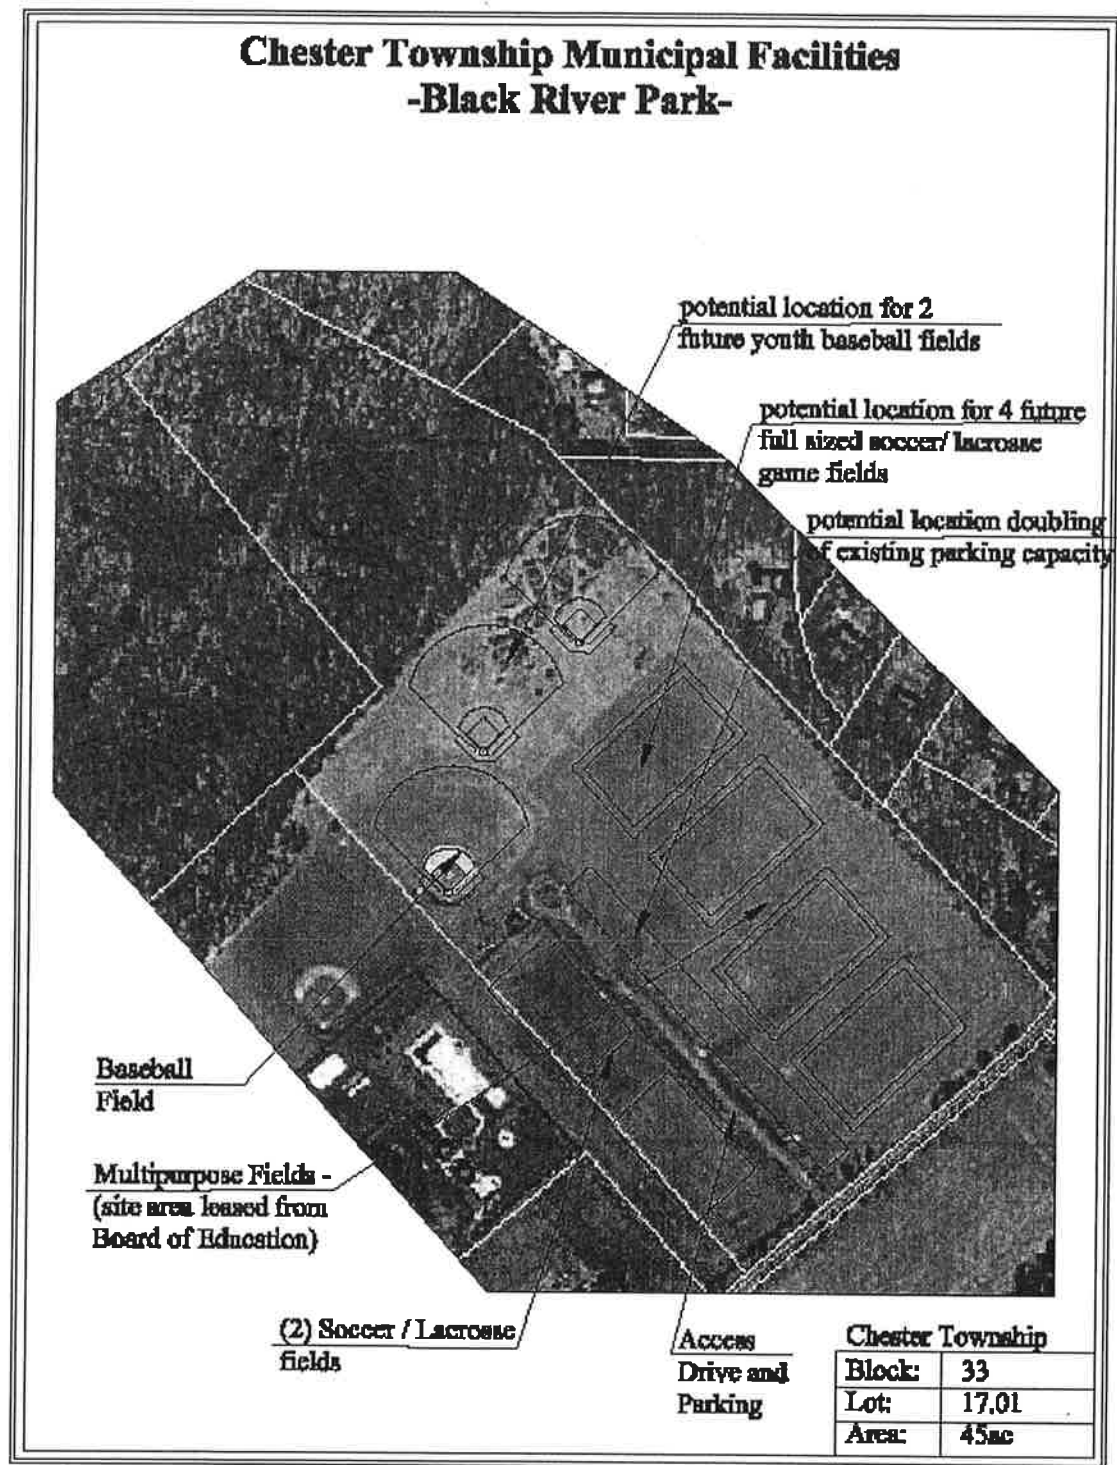 Chester Township Municipal Facilities
-Black River Park-
potential location for 2
future youth baseball fields
potential location for 4 future
full sized soccer/ lacrosse
game fields
potential location doubling
of existing parking capacity
Baseball
Field
Multipurpose Fields -
(site area leased from
Board of Education)
(2) Soccer / Lacrosse
fields
Access
Drive and
Parking
Chester Township
Block: 33
Lot: 17.01
Area: 45ac